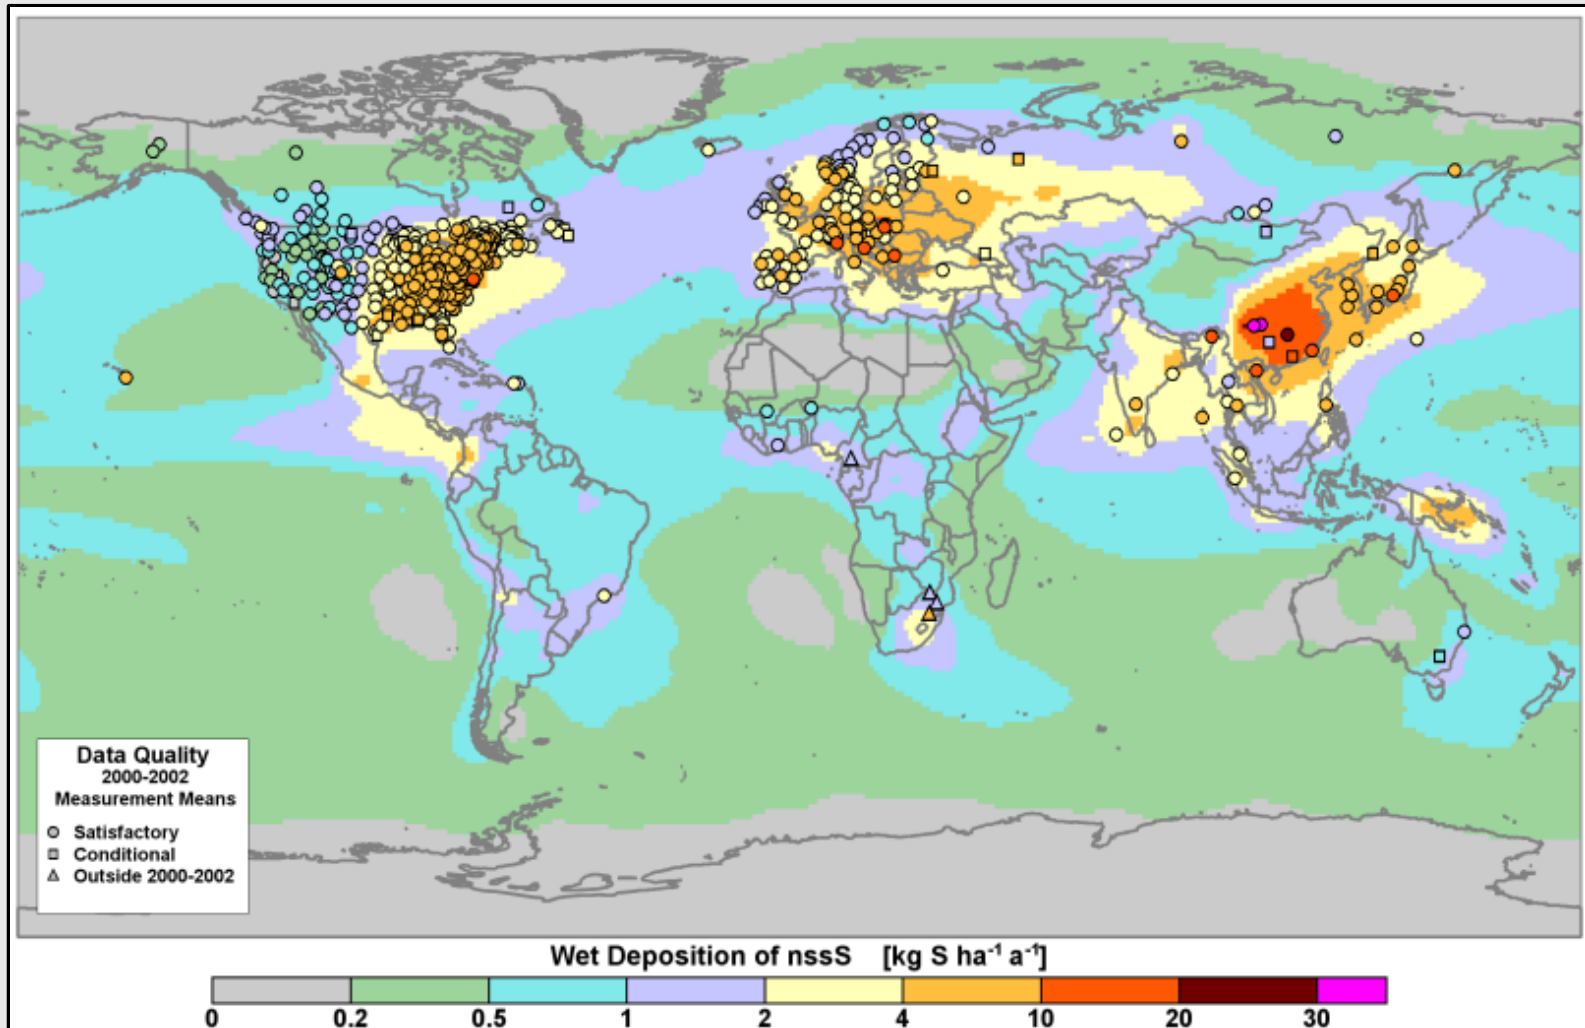 Data Quality
2000-2002
Measurement Means
Satisfactory
Conditional
Outside 2000-2002
Wet Deposition of nssS [kg S ha⁻¹ a⁻¹]
0 0.2 0.5 1 2 4 10 20 30